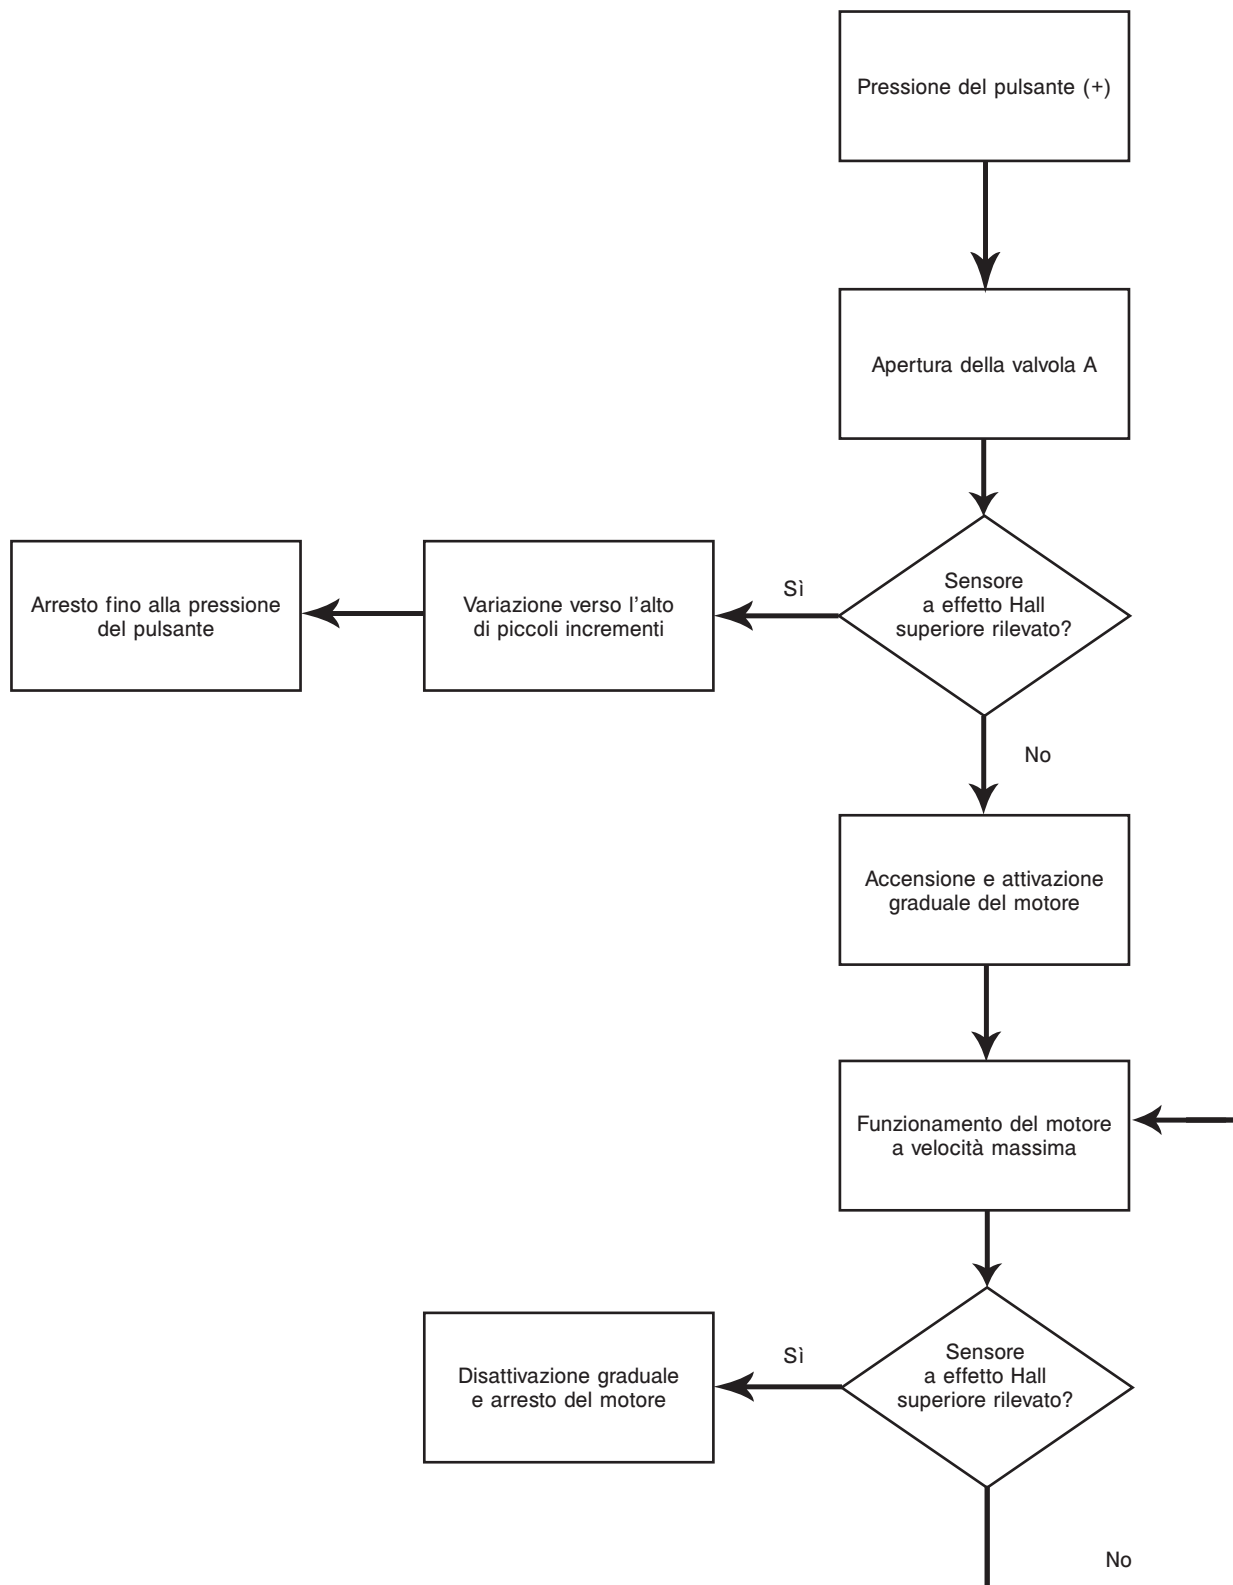 Pressione del pulsante (+)
Apertura della valvola A
Sensore
a effetto Hall
superiore rilevato?
Sì
Variazione verso l'alto
di piccoli incrementi
Arresto fino alla pressione
del pulsante
No
Accensione e attivazione
graduale del motore
Funzionamento del motore
a velocità massima
Sensore
a effetto Hall
superiore rilevato?
Sì
Disattivazione graduale
e arresto del motore
No